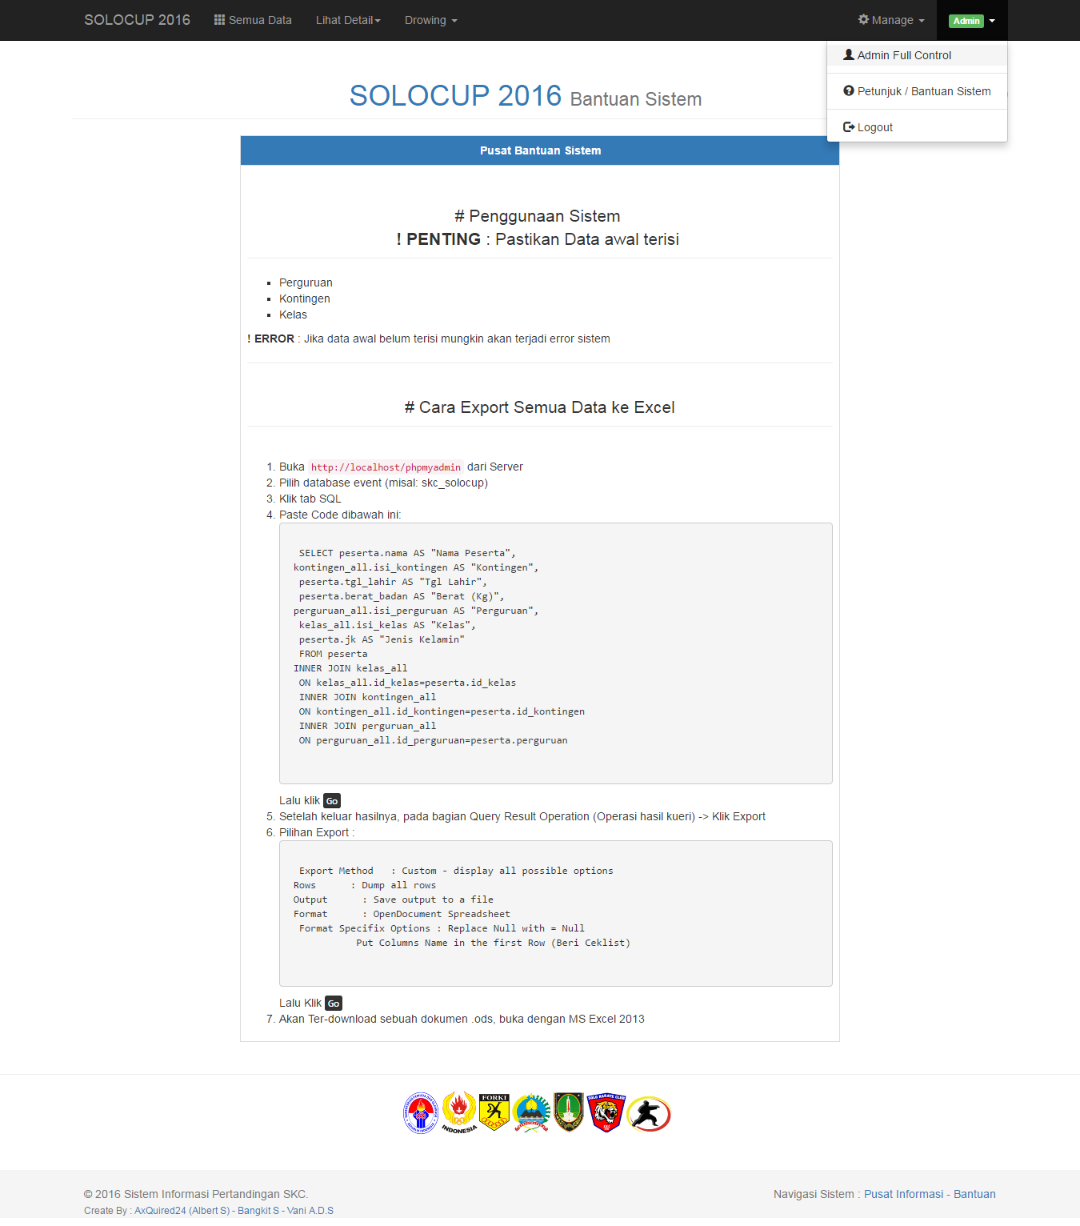 SOLOCUP 2016 Semua Data Lihat Detail Drowing Manage Admin
Admin Full Control
Petunjuk / Bantuan Sistem
Logout
SOLOCUP 2016 Bantuan Sistem
Pusat Bantuan Sistem
# Penggunaan Sistem
! PENTING : Pastikan Data awal terisi
Perguruan
Kontingen
Kelas
! ERROR : Jika data awal belum terisi mungkin akan terjadi error sistem
# Cara Export Semua Data ke Excel
1. Buka http://localhost/phpmyadmin dari Server
2. Pilih database event (misal: skc_solocup)
3. Klik tab SQL
4. Paste Code dibawah ini:
SELECT peserta.nama AS "Nama Peserta",
kontingen_all.isi_kontingen AS "Kontingen",
peserta.tgl_lahir AS "Tgl Lahir",
peserta.berat_badan AS "Berat (Kg)",
perguruan_all.isi_perguruan AS "Perguruan",
kelas_all.isi_kelas AS "Kelas",
peserta.jk AS "Jenis Kelamin"
FROM peserta
INNER JOIN kelas_all
ON kelas_all.id_kelas=peserta.id_kelas
INNER JOIN kontingen_all
ON kontingen_all.id_kontingen=peserta.id_kontingen
INNER JOIN perguruan_all
ON perguruan_all.id_perguruan=peserta.perguruan
Lalu klik Go
5. Setelah keluar hasilnya, pada bagian Query Result Operation (Operasi hasil kueri) -> Klik Export
6. Pilihan Export :
Export Method : Custom - display all possible options
Rows : Dump all rows
Output : Save output to a file
Format : OpenDocument Spreadsheet
Format Specifix Options : Replace Null with = Null
Put Columns Name in the first Row (Beri Ceklist)
Lalu Klik Go
7. Akan Ter-download sebuah dokumen .ods, buka dengan MS Excel 2013
FORKI
INDONESIA
© 2016 Sistem Informasi Pertandingan SKC.
Navigasi Sistem : Pusat Informasi - Bantuan
Create By : AxQuired24 (Albert S) - Bangkit S - Vani A.D.S